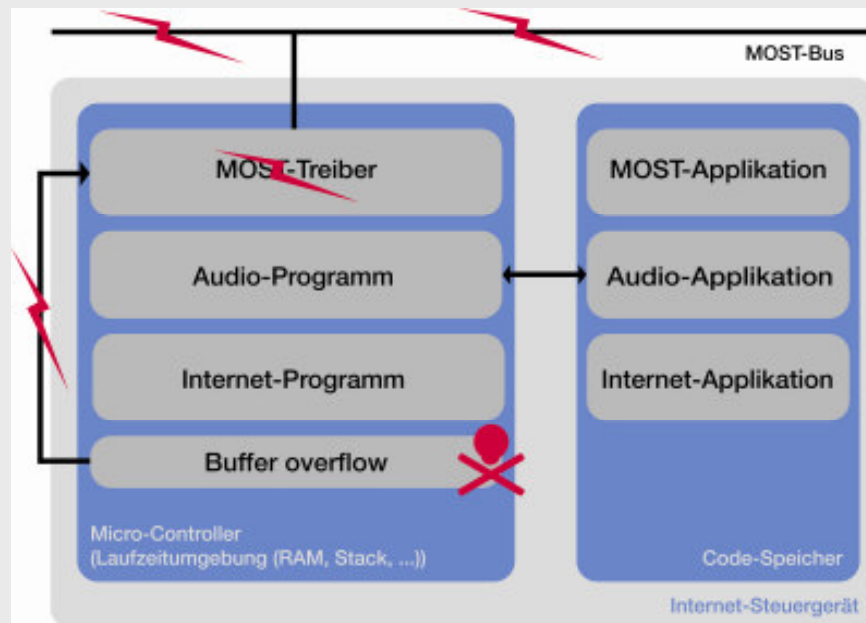 MOST-Bus
MOST-Treiber
Audio-Programm
Internet-Programm
Buffer overflow
Micro-Controller
(Laufzeitumgebung (RAM, Stack, ...))
MOST-Applikation
Audio-Applikation
Internet-Applikation
Code-Speicher
Internet-Steuergerät